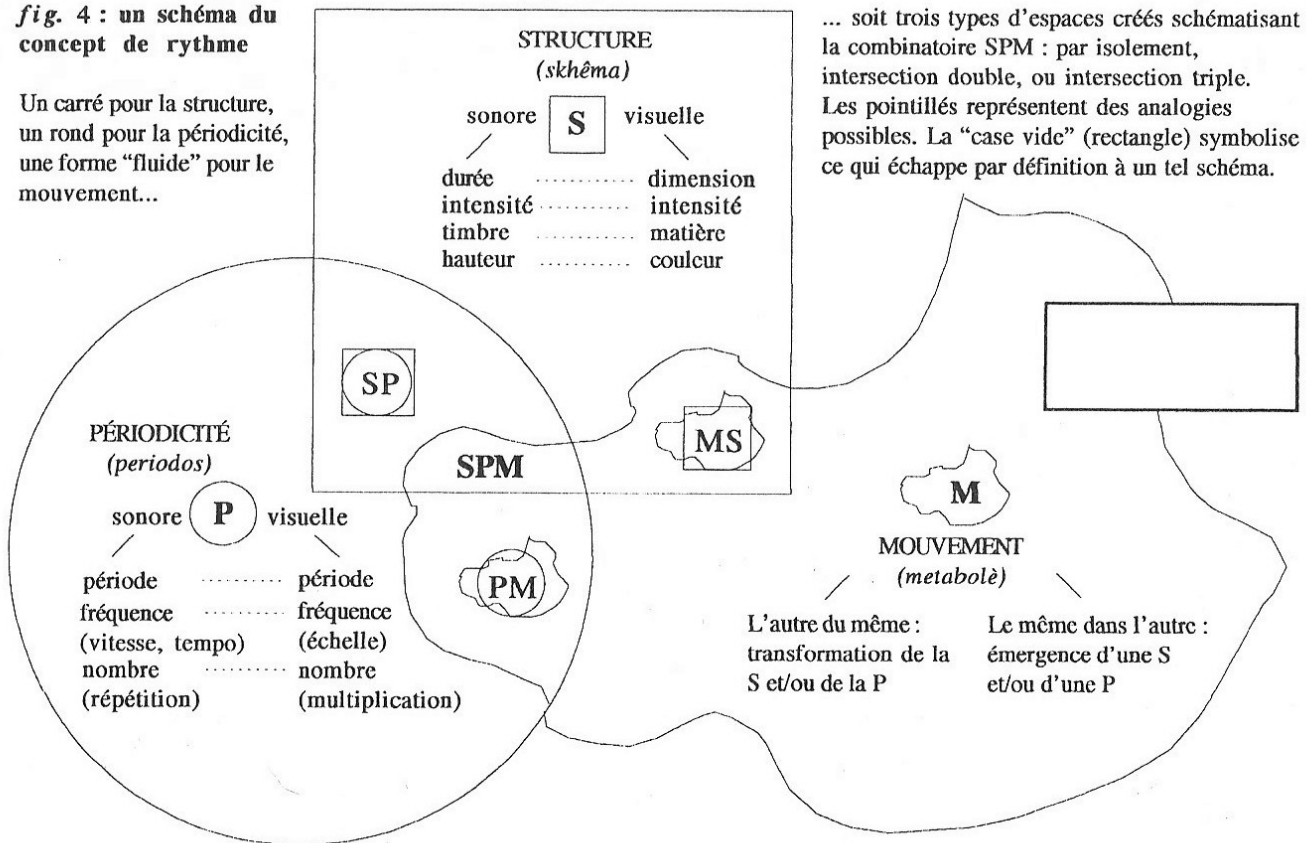 fig. 4 : un schéma du
concept de rythme
Un carré pour la structure,
un rond pour la périodicité,
une forme “fluide” pour le
mouvement...
... soit trois types d’espaces créés schématisant
la combinatoire SPM : par isolement,
intersection double, ou intersection triple.
Les pointillés représentent des analogies
possibles. La “case vide” (rectangle) symbolise
ce qui échappe par définition à un tel schéma.
STRUCTURE
(skhêma)
sonore S visuelle
durée ............ dimension
intensité ............ intensité
timbre ............ matière
hauteur ............ couleur
SP
MS
SPM
PM
PÉRIODICITÉ
(periodos)
sonore P visuelle
période ............ période
fréquence ............ fréquence
(vitesse, tempo) (échelle)
nombre ............ nombre
(répétition) (multiplication)
M
MOUVEMENT
(metabolè)
L’autre du même :
transformation de la
S et/ou de la P
Le même dans l’autre :
émergence d’une S
et/ou d’une P